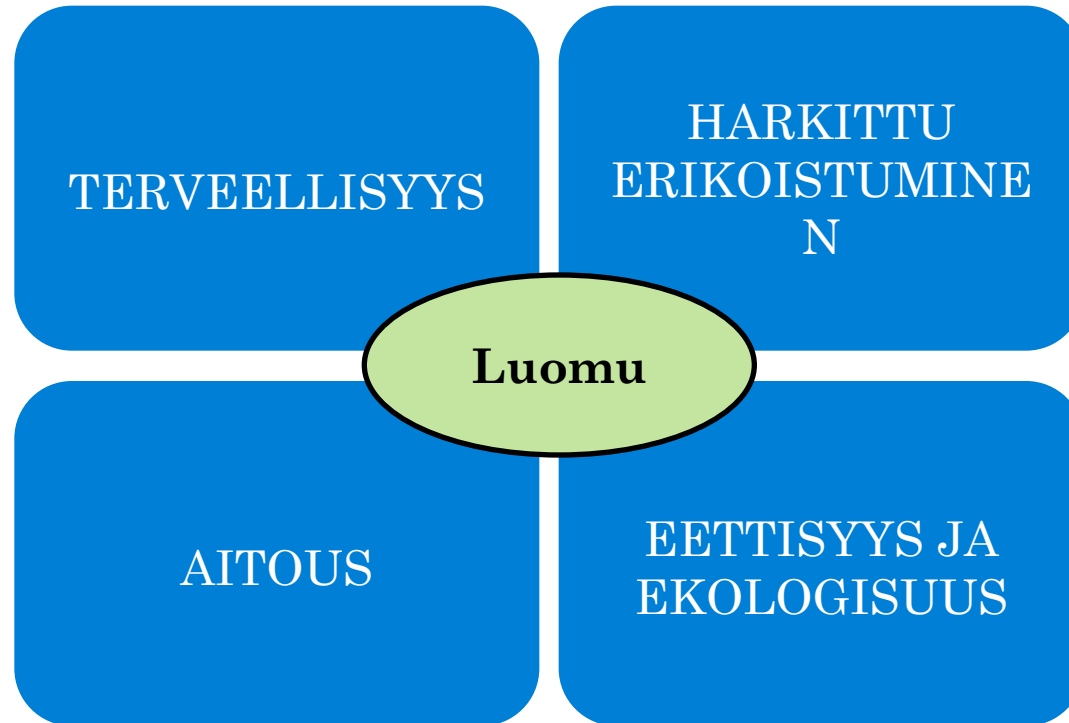 TERVEELLISYYS
HARKITTU
ERIKOISTUMINE
N
Luomu
AITOUS
EETTISYYS JA
EKOLOGISUUS